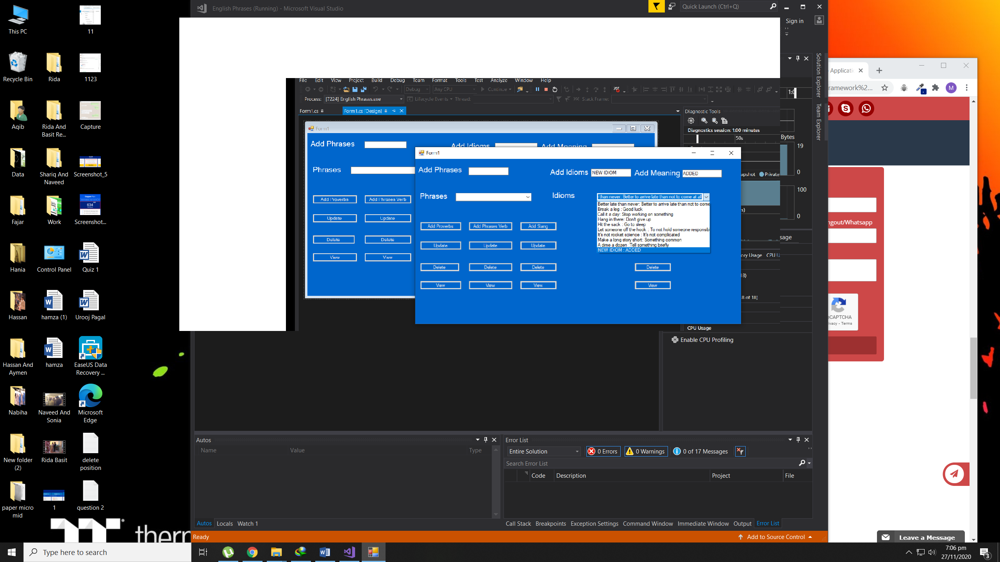 This PC
11
Recycle Bin
Rida
1123
Aqib
Rida And
Basit Re...
Capture
Data
Shariq And
Naveed
Screenshot_5
Fajar
Work
Screenshot...
Hania
Control Panel
Quiz 1
Hassan
hamza (1)
Urooj Pagal
Hassan And
Aymen
hamza
EaseUS Data
Recovery ...
Nabiha
Naveed And
Sonia
Microsoft
Edge
New folder
(2)
Rida Basit
delete
position
paper micro
mid
1
question 2
English Phrases (Running) - Microsoft Visual Studio
Quick Launch (Ctrl+Q)
Sign in
File Edit View Project Build Debug Team Format Tools Test Analyze Window Help
Debug Any CPU Continue
Process: [7224] English Phrases.exe Lifecycle Events Thread: Stack Frame:
Form1.cs Form1.cs [Design]
Form1
Add Phrases Add Idioms Add Meaning
Phrases
Add Proverbs Add Phrases Verb
Update Update
Delete Delete
View View
Form1
Add Phrases Add Idioms NEW IDIOM Add Meaning ADDED
Phrases Idioms than never: Better to arrive late than not to come at all
Better late than never: Better to arrive late than not to come
Break a leg : Good luck
Call it a day: Stop working on something
Hang in there: Don't give up
Hit the sack : Go to sleep
Let someone off the hook : To not hold someone responsib
It's not rocket science : It's not complicated
Make a long story short: Something common
A dime a dozen :Tell something briefly
NEW IDIOM : ADDED
Add Proverbs Add Phrases Verb Add Slang
Update Update Update
Delete Delete Delete Delete
View View View View
Diagnostic Tools
Diagnostics session: 1:00 minutes
50s
1:0
Bytes
19
0
apshot Private
100
0
s)
sage
ory Usage CPU U
18)
8 of 18)
CPU Usage
Enable CPU Profiling
Solution Explorer
Team Explorer
Autos
Name Value Type
Autos Locals Watch 1
Error List
Entire Solution 0 Errors 0 Warnings 0 of 17 Messages
Search Error List
Code Description Project File
Call Stack Breakpoints Exception Settings Command Window Immediate Window Output Error List
Ready
Add to Source Control
Applicati
ramework%2...
M
ngout/Whatsapp
eCAPTCHA
rivacy - Terms
Leave a Message
therm
Type here to search
7:06 pm
27/11/2020
3